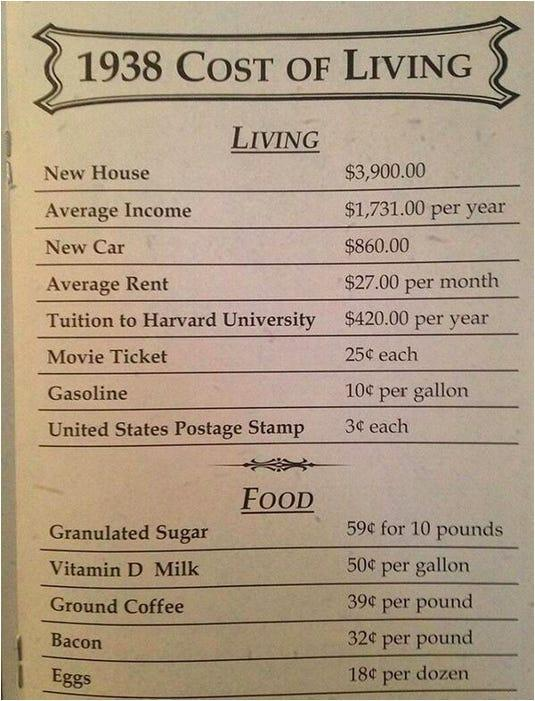 1938 COST OF LIVING
LIVING
New House $3,900.00
Average Income $1,731.00 per year
New Car $860.00
Average Rent $27.00 per month
Tuition to Harvard University $420.00 per year
Movie Ticket 25¢ each
Gasoline 10¢ per gallon
United States Postage Stamp 3¢ each
FOOD
Granulated Sugar 59¢ for 10 pounds
Vitamin D Milk 50¢ per gallon
Ground Coffee 39¢ per pound
Bacon 32¢ per pound
Eggs 18¢ per dozen